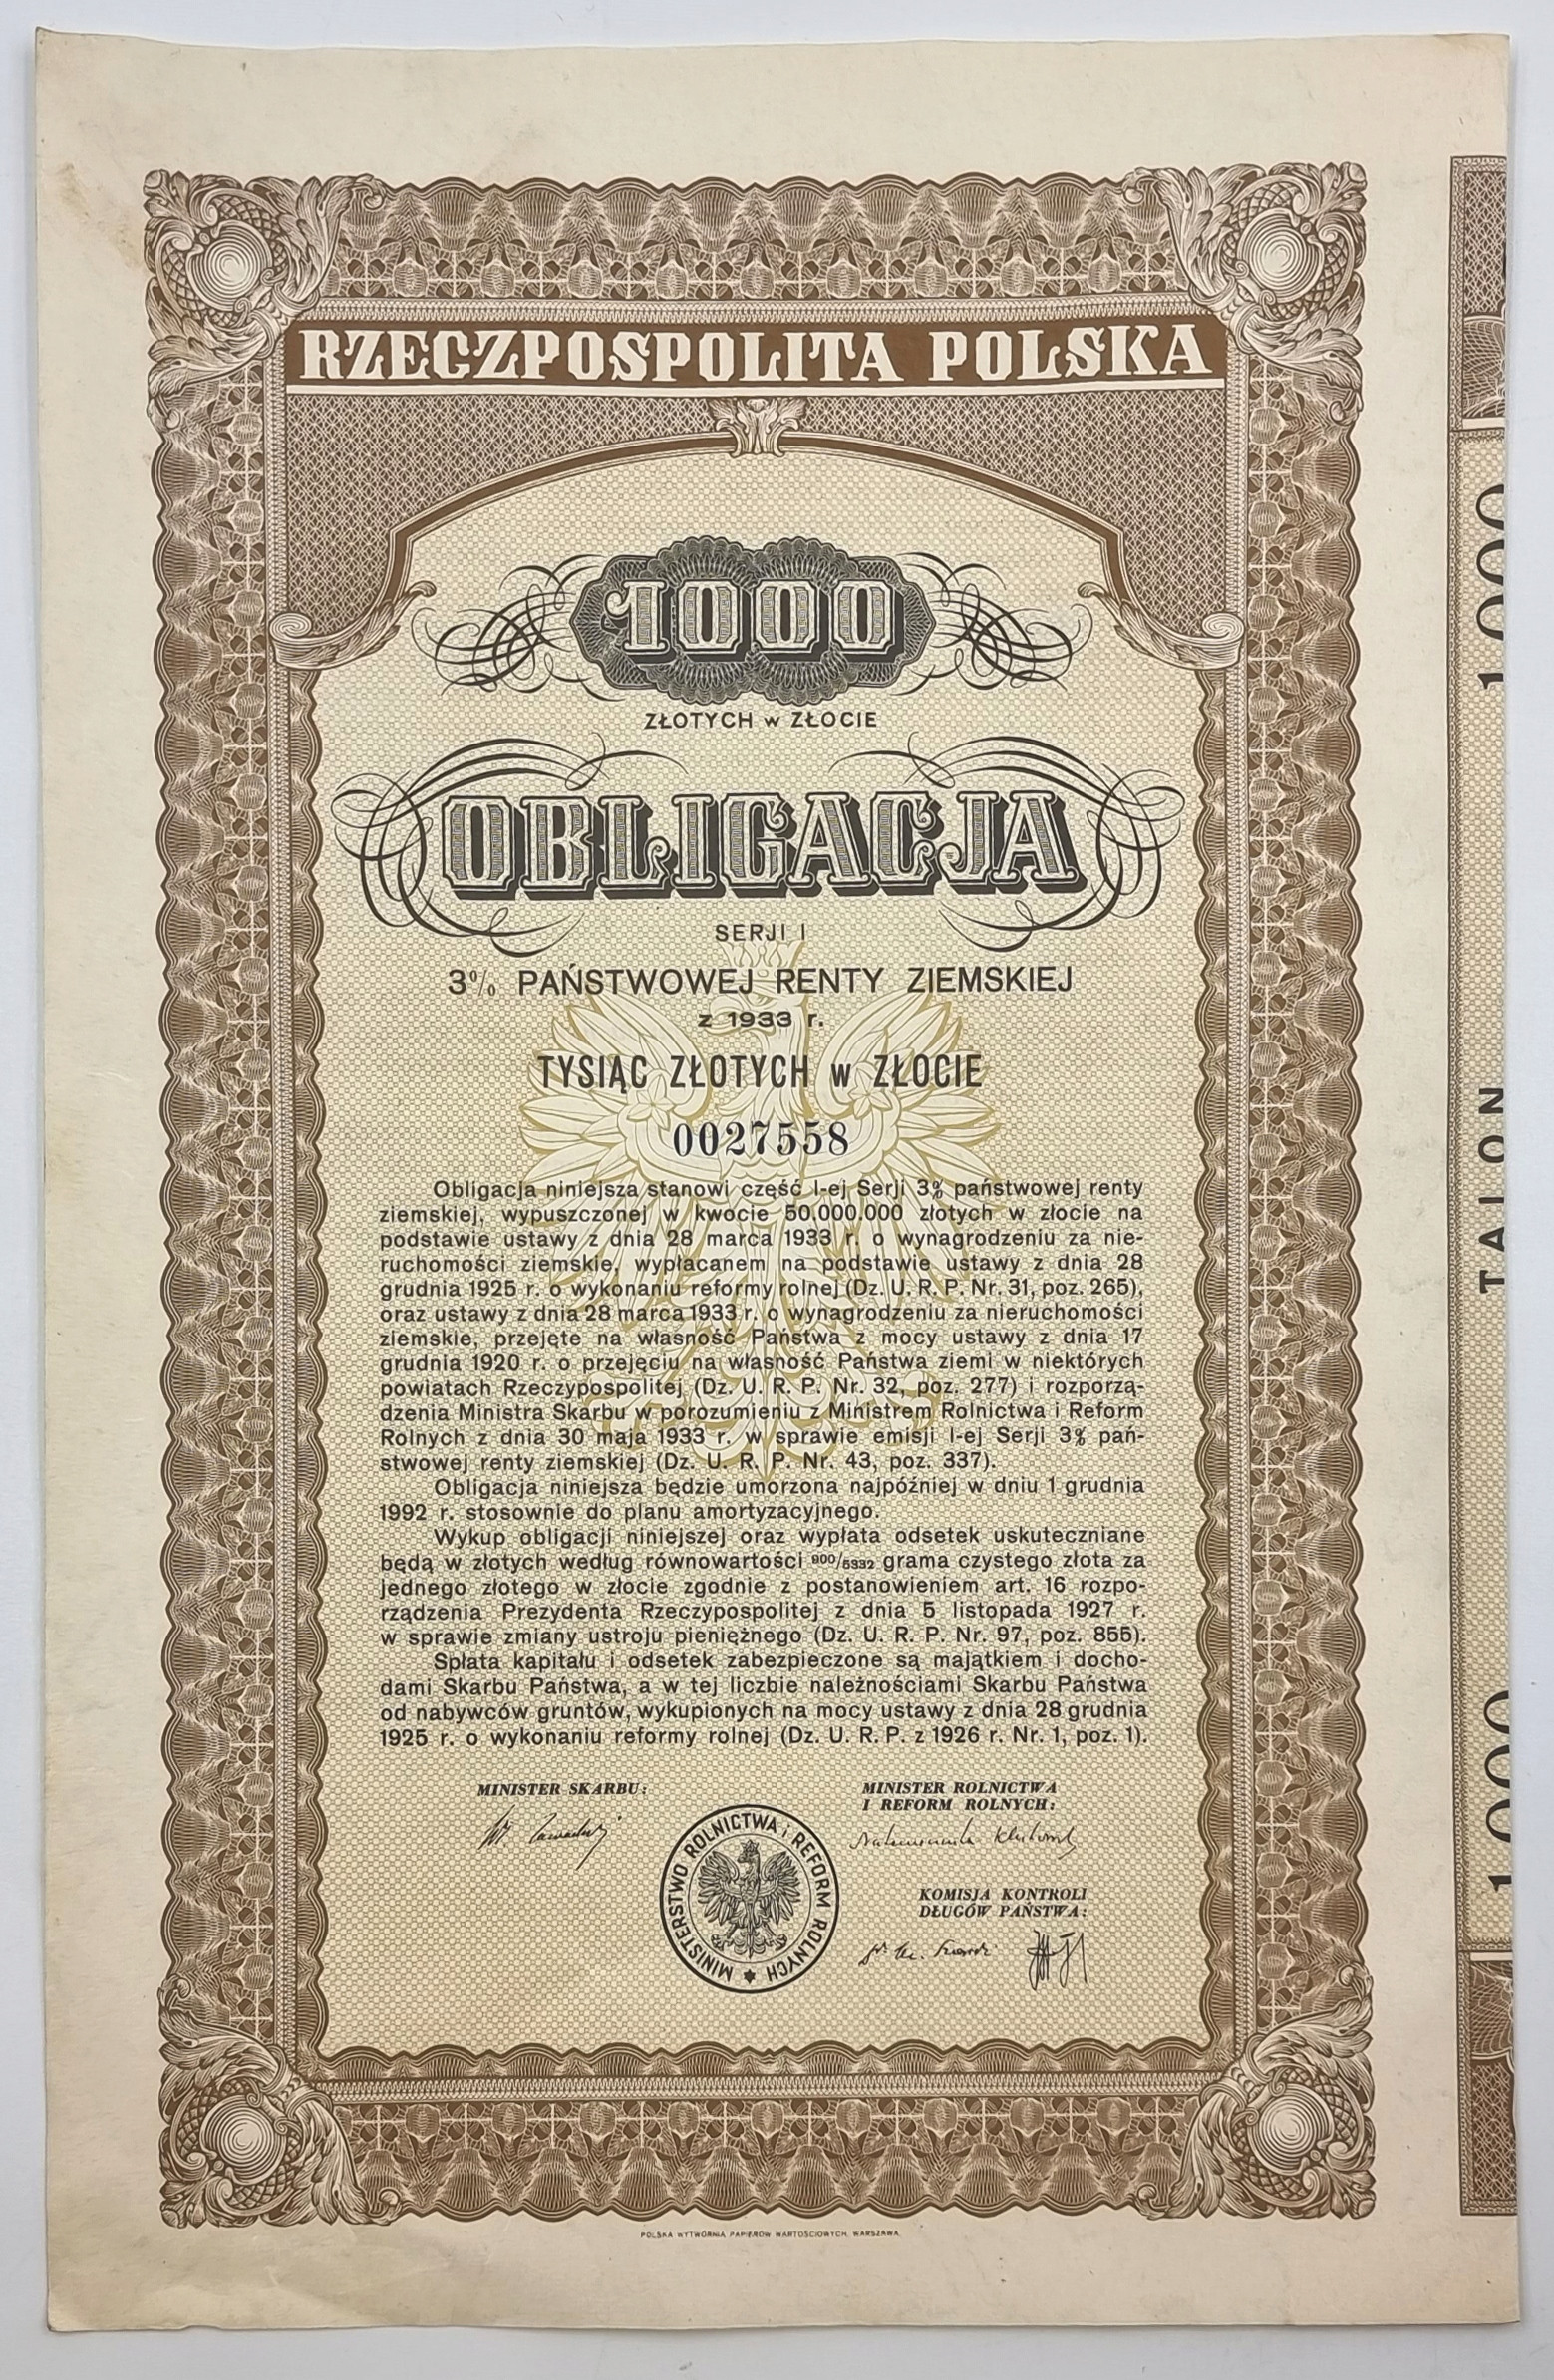 RZECZPOSPOLITA POLSKA
1000
ZŁOTYCH w ZŁOCIE
OBLIGACJA
SERJI I
3% PAŃSTWOWEJ RENTY ZIEMSKIEJ
z 1933 r.
TYSIĄC ZŁOTYCH w ZŁOCIE
0027558
Obligacja niniejsza stanowi część I-ej Serji 3% państwowej renty
ziemskiej, wypuszczonej w kwocie 50.000.000 złotych w złocie na
podstawie ustawy z dnia 28 marca 1933 r. o wynagrodzeniu za nie-
ruchomości ziemskie, wypłacanem na podstawie ustawy z dnia 28
grudnia 1925 r. o wykonaniu reformy rolnej (Dz. U. R. P. Nr. 31, poz. 265),
oraz ustawy z dnia 28 marca 1933 r. o wynagrodzeniu za nieruchomości
ziemskie, przejęte na własność Państwa z mocy ustawy z dnia 17
grudnia 1920 r. o przejęciu na własność Państwa ziemi w niektórych
powiatach Rzeczypospolitej (Dz. U. R. P. Nr. 32, poz. 277) i rozporzą-
dzenia Ministra Skarbu w porozumieniu z Ministrem Rolnictwa i Reform
Rolnych z dnia 30 maja 1933 r. w sprawie emisji I-ej Serji 3% pań-
stwowej renty ziemskiej (Dz. U. R. P. Nr. 43, poz. 337).
Obligacja niniejsza będzie umorzona najpóźniej w dniu 1 grudnia
1992 r. stosownie do planu amortyzacyjnego.
Wykup obligacji niniejszej oraz wypłata odsetek uskuteczniane
będą w złotych według równowartości 900/5332 grama czystego złota za
jednego złotego w złocie zgodnie z postanowieniem art. 16 rozpo-
rządzenia Prezydenta Rzeczypospolitej z dnia 5 listopada 1927 r.
w sprawie zmiany ustroju pieniężnego (Dz. U. R. P. Nr. 97, poz. 855).
Spłata kapitału i odsetek zabezpieczone są majątkiem i docho-
dami Skarbu Państwa, a w tej liczbie należnościami Skarbu Państwa
od nabywców gruntów, wykupionych na mocy ustawy z dnia 28 grudnia
1925 r. o wykonaniu reformy rolnej (Dz. U. R. P. z 1926 r. Nr. 1, poz. 1).
MINISTER SKARBU:
MINISTER ROLNICTWA
I REFORM ROLNYCH:
MINISTERSTWO ROLNICTWA i REFORM ROLNYCH
KOMISJA KONTROLI
DŁUGÓW PAŃSTWA:
POLSKA WYTWÓRNIA PAPIERÓW WARTOŚCIOWYCH, WARSZAWA.
1000
TALON
1000